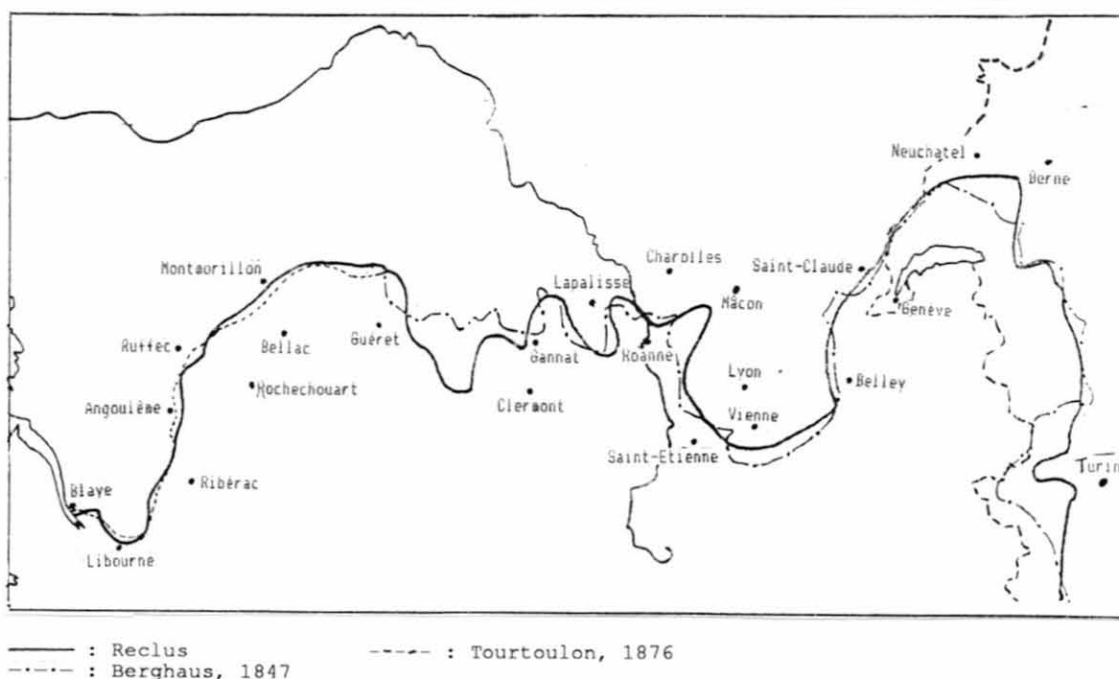 Neuchatel
Berne
Montmorillon
Charolles
Saint-Claude
Lapalisse
Mâcon
Genève
Ruffec
Bellac
Guéret
Gannat
Roanne
Rochechouart
Clermont
Lyon
Belley
Angoulême
Vienne
Saint-Etienne
Turin
Blaye
Ribérac
Libourne
: Reclus
: Tourtoulon, 1876
: Berghaus, 1847